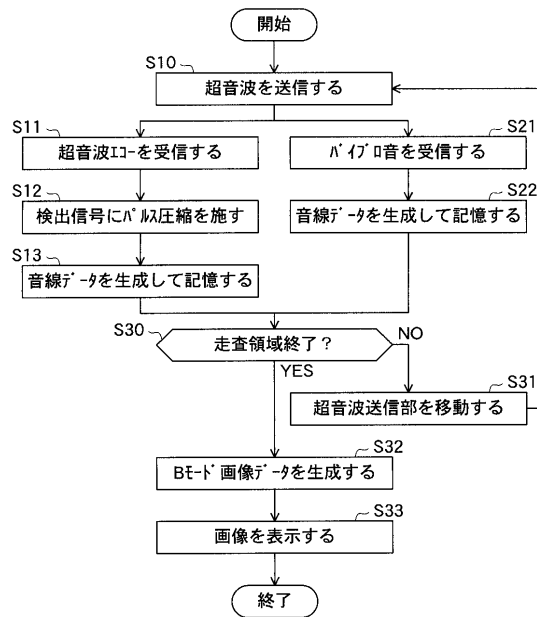 開始
S10
超音波を送信する
S11
超音波ｴｺｰを受信する
S21
ﾊﾞｲﾌﾞﾛ音を受信する
S12
検出信号にﾊﾟﾙｽ圧縮を施す
S22
音線ﾃﾞｰﾀを生成して記憶する
S13
音線ﾃﾞｰﾀを生成して記憶する
S30
走査領域終了？
NO
YES
S31
超音波送信部を移動する
S32
Bﾓｰﾄﾞ画像ﾃﾞｰﾀを生成する
S33
画像を表示する
終了